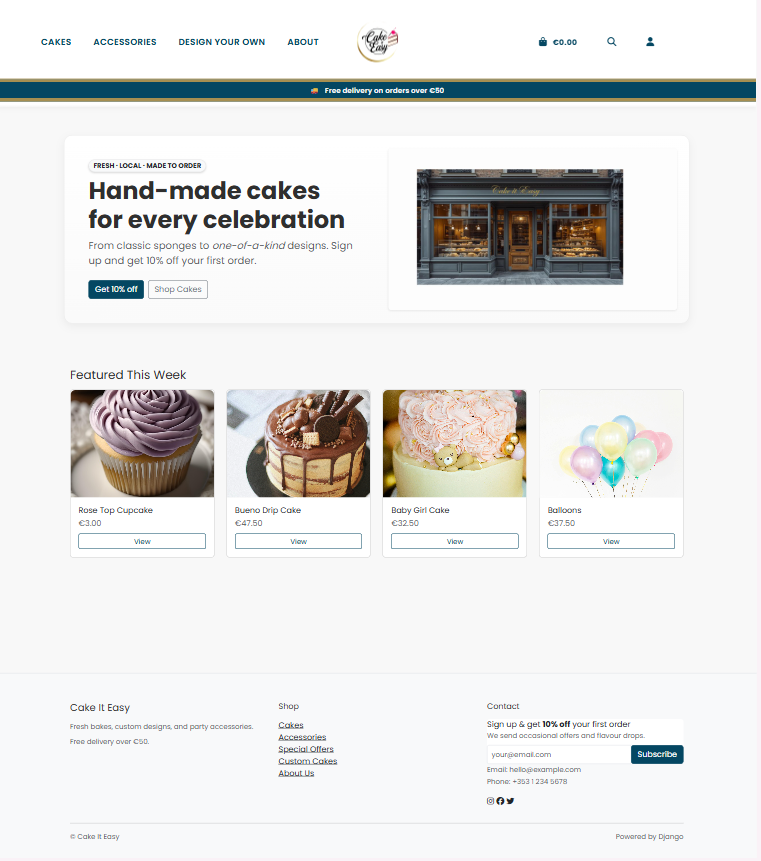 CAKES ACCESSORIES DESIGN YOUR OWN ABOUT
Cake
Easy
€0.00
Free delivery on orders over €50
FRESH · LOCAL · MADE TO ORDER
Hand-made cakes
for every celebration
From classic sponges to one-of-a-kind designs. Sign
up and get 10% off your first order.
Get 10% off
Shop Cakes
Cake it Easy
Featured This Week
Rose Top Cupcake
€3.00
View
Bueno Drip Cake
€47.50
View
Baby Girl Cake
€32.50
View
Balloons
€37.50
View
Cake It Easy
Fresh bakes, custom designs, and party accessories.
Free delivery over €50.
Shop
Cakes
Accessories
Special Offers
Custom Cakes
About Us
Contact
Sign up & get 10% off your first order
We send occasional offers and flavour drops.
your@email.com
Subscribe
Email: hello@example.com
Phone: +353 1 234 5678
© Cake It Easy
Powered by Django